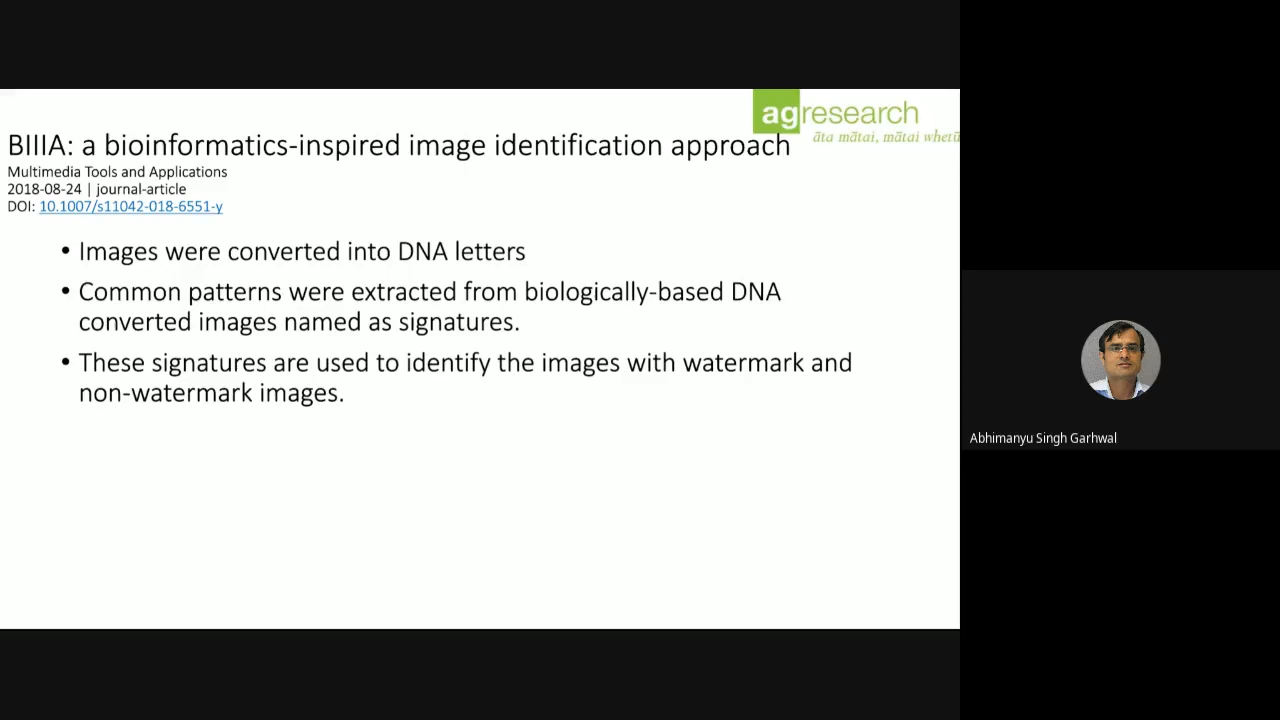 agresearch
āta mātai, mātai whetū
BIIIA: a bioinformatics-inspired image identification approach
Multimedia Tools and Applications
2018-08-24 | journal-article
DOI: 10.1007/s11042-018-6551-y
• Images were converted into DNA letters
• Common patterns were extracted from biologically-based DNA
converted images named as signatures.
• These signatures are used to identify the images with watermark and
non-watermark images.
Abhimanyu Singh Garhwal